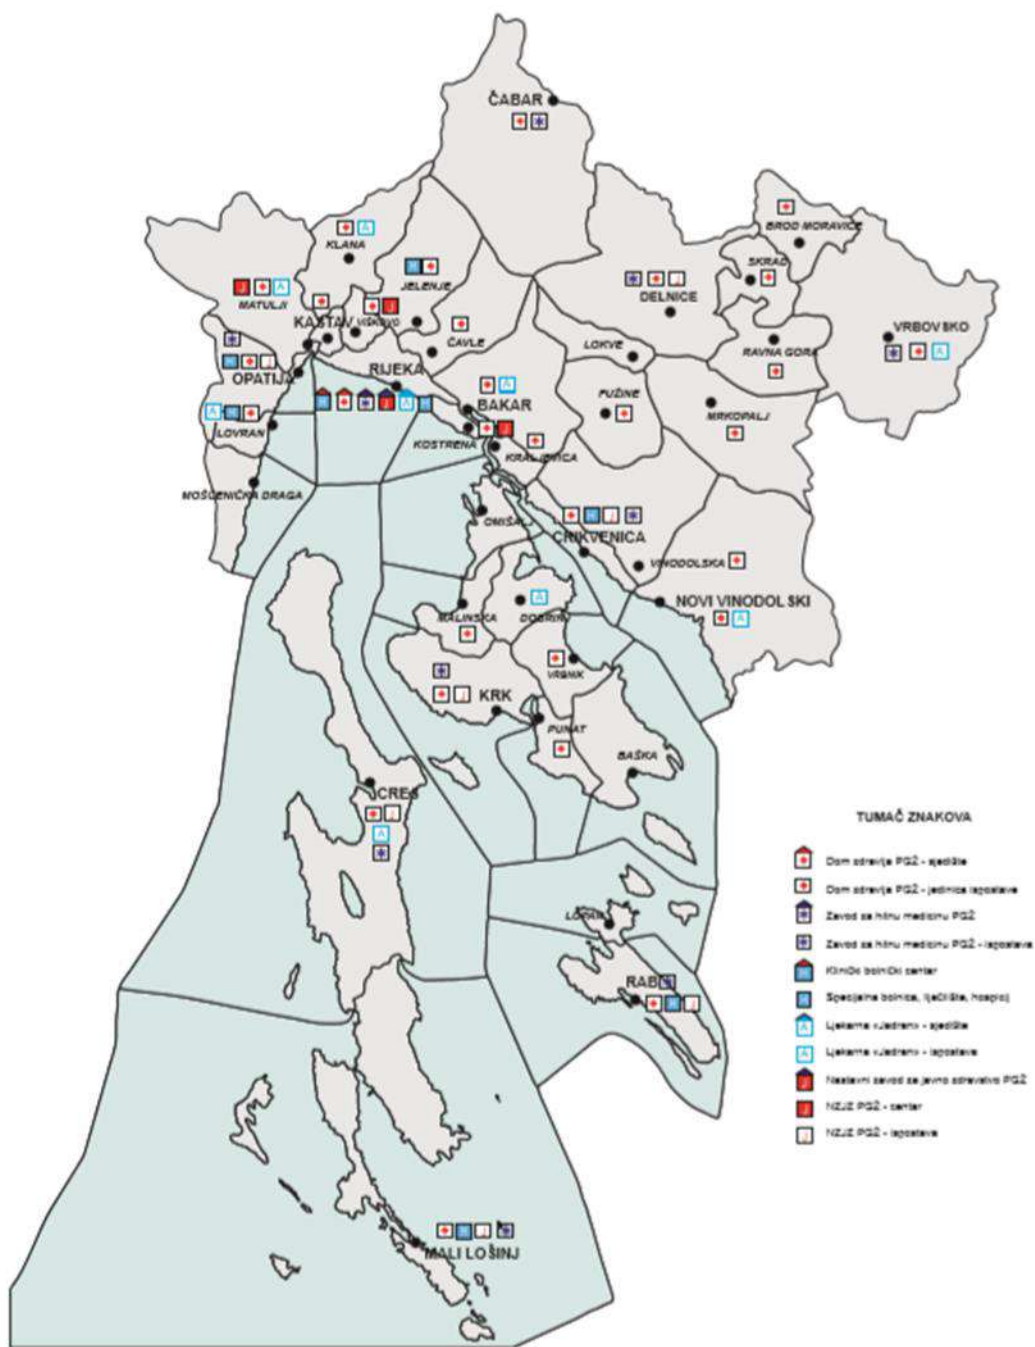 ČABAR
BROD MORAVICE
KLANA
SKRAD
JELENJE
DELNICE
MATULJI
KASTAV
VIŠKOVO
VRBOVSKO
ČAVLE
LOKVE
RAVNA GORA
OPATIJA
RIJEKA
FUŽINE
BAKAR
MRKOPALJ
LOVRAN
KOSTRENA
KRALJEVICA
MOŠĆENIČKA DRAGA
OMIŠALJ
CRIKVENICA
VINODOLSKA
NOVI VINODOLSKI
MALINSKA
DOBRINJ
VRBNIK
KRK
PUNAT
BAŠKA
CRES
TUMAČ ZNAKOVA
Dom zdravlja PGŽ - sjedište
Dom zdravlja PGŽ - jedinica ispostave
Zavod za hitnu medicinu PGŽ
Zavod za hitnu medicinu PGŽ - ispostava
Klinički bolnički centar
Specijalna bolnica, lječilište, hospicij
Ljekarna «Jadran» - sjedište
Ljekarna «Jadran» - ispostava
Nastavni zavod za javno zdravstvo PGŽ
NZJZ PGŽ - centar
NZJZ PGŽ - ispostava
LOPAR
RAB
MALI LOŠINJ